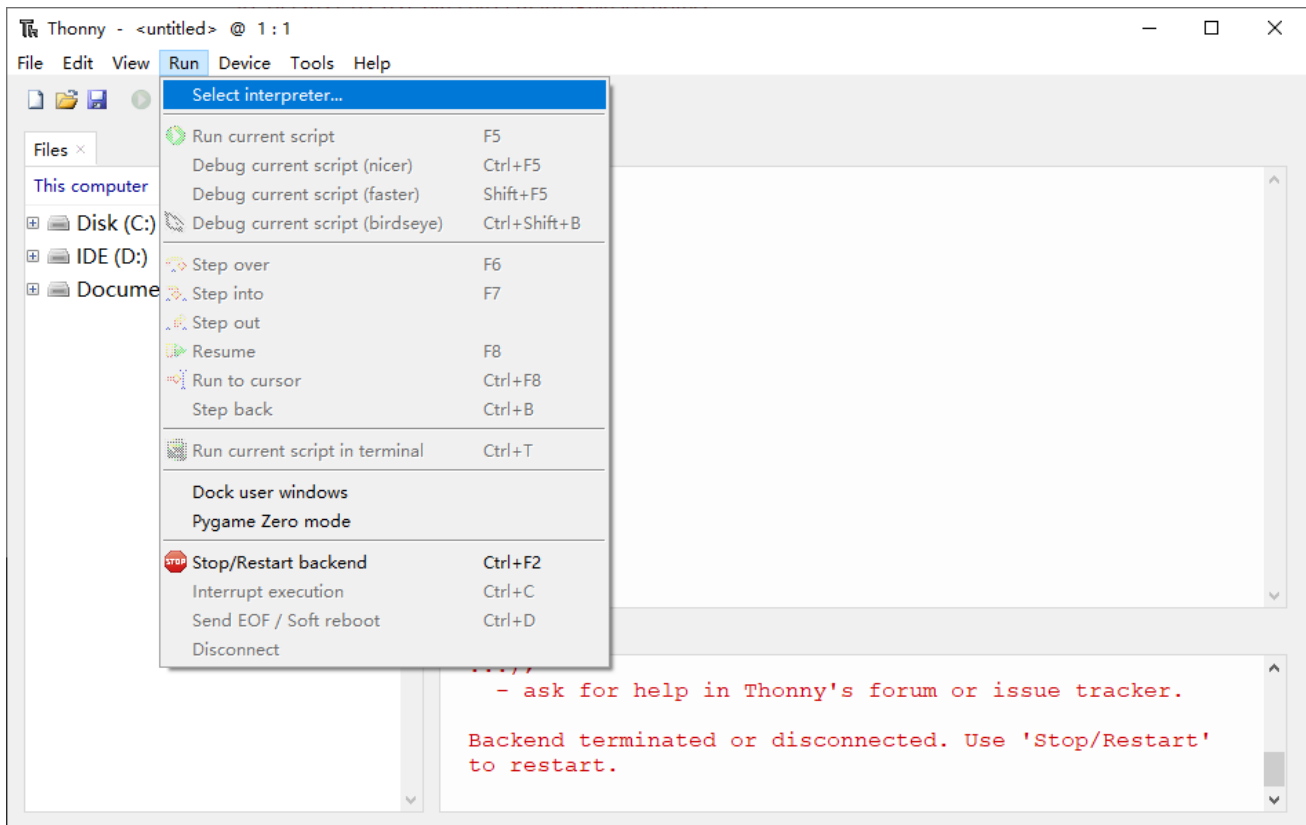 Thonny - <untitled> @ 1:1
File Edit View Run Device Tools Help
Select interpreter...
Files
This computer
Disk (C:)
IDE (D:)
Docume
Run current script F5
Debug current script (nicer) Ctrl+F5
Debug current script (faster) Shift+F5
Debug current script (birdseye) Ctrl+Shift+B
Step over F6
Step into F7
Step out
Resume F8
Run to cursor Ctrl+F8
Step back Ctrl+B
Run current script in terminal Ctrl+T
Dock user windows
Pygame Zero mode
STOP Stop/Restart backend Ctrl+F2
Interrupt execution Ctrl+C
Send EOF / Soft reboot Ctrl+D
Disconnect
- ask for help in Thonny's forum or issue tracker.
Backend terminated or disconnected. Use 'Stop/Restart'
to restart.